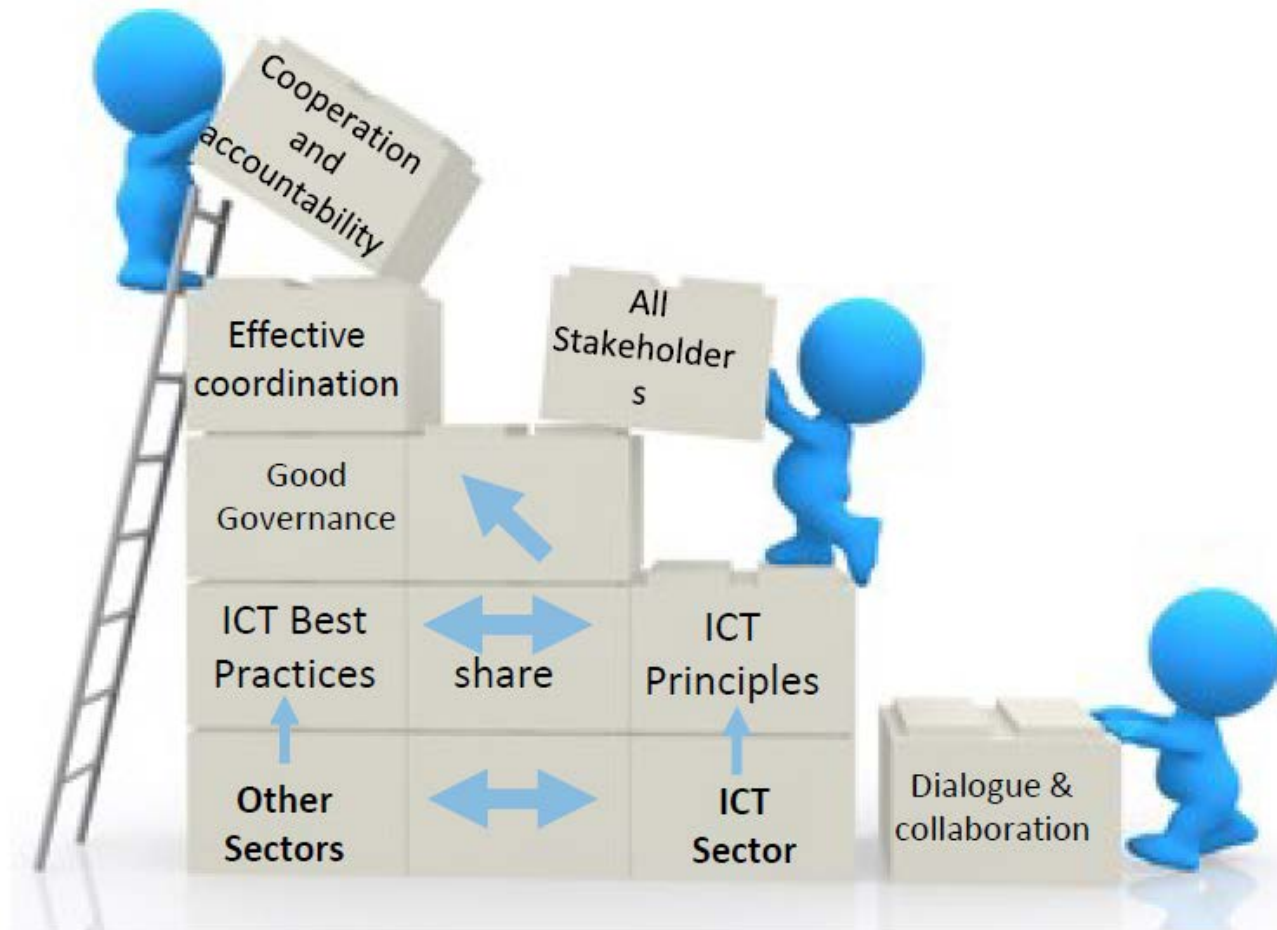 Cooperation
and
accountability
All
Stakeholder
s
Effective
coordination
Good
Governance
ICT Best
Practices
share
ICT
Principles
Other
Sectors
ICT
Sector
Dialogue &
collaboration